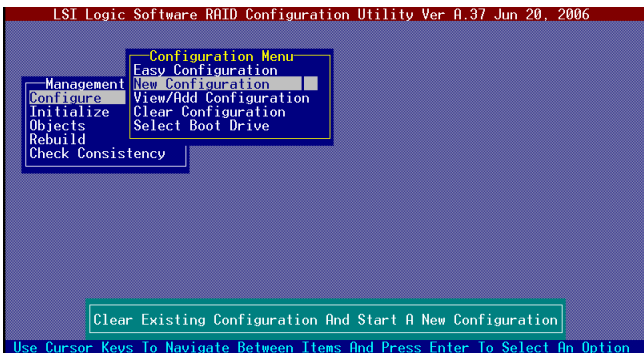 LSI Logic Software RAID Configuration Utility Ver A.37 Jun 20, 2006
Configuration Menu
Easy Configuration
New Configuration
View/Add Configuration
Clear Configuration
Select Boot Drive
Management
Configure
Initialize
Objects
Rebuild
Check Consistency
Clear Existing Configuration And Start A New Configuration
Use Cursor Keys To Navigate Between Items And Press Enter To Select An Option